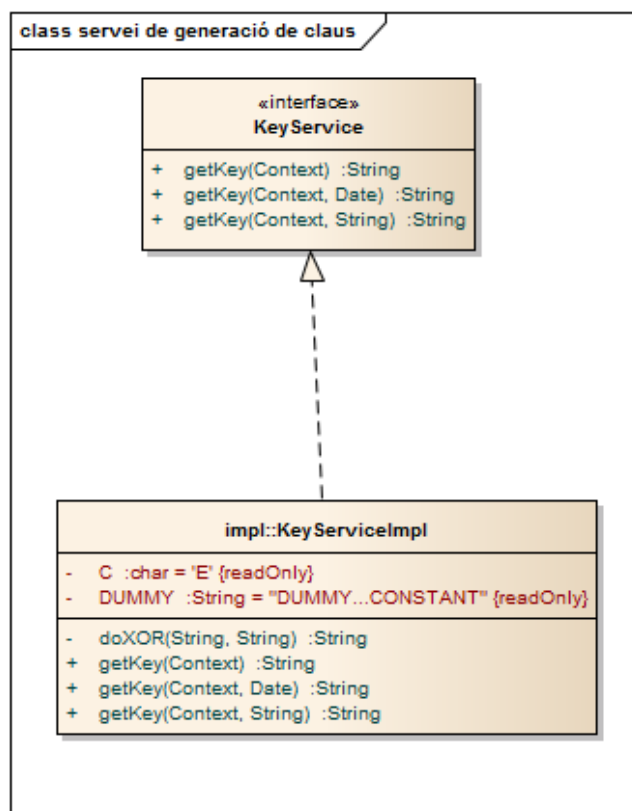 class servei de generació de claus
«interface»
KeyService
+ getKey(Context) :String
+ getKey(Context, Date) :String
+ getKey(Context, String) :String
impl::KeyServiceImpl
- C :char = 'E' {readOnly}
- DUMMY :String = "DUMMY...CONSTANT" {readOnly}
- doXOR(String, String) :String
+ getKey(Context) :String
+ getKey(Context, Date) :String
+ getKey(Context, String) :String